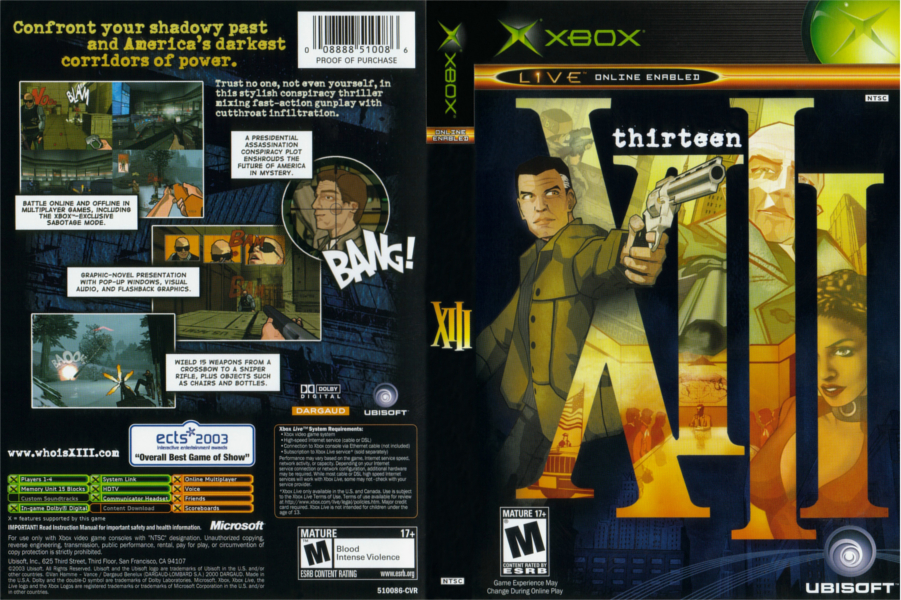 Confront your shadowy past
and America's darkest
corridors of power.
0 08888 51008 6
PROOF OF PURCHASE
Trust no one, not even yourself, in
this stylish conspiracy thriller
mixing fast-action gunplay with
cutthroat infiltration.
BLAM
A PRESIDENTIAL
ASSASSINATION
CONSPIRACY PLOT
ENSHROUDS THE
FUTURE OF AMERICA
IN MYSTERY.
BATTLE ONLINE AND OFFLINE IN
MULTIPLAYER GAMES, INCLUDING
THE XBOX™-EXCLUSIVE
SABOTAGE MODE.
BANG!
GRAPHIC-NOVEL PRESENTATION
WITH POP-UP WINDOWS, VISUAL
AUDIO, AND FLASHBACK GRAPHICS.
WIELD 15 WEAPONS FROM A
CROSSBOW TO A SNIPER
RIFLE, PLUS OBJECTS SUCH
AS CHAIRS AND BOTTLES.
DOLBY
DIGITAL
DARGAUD
UBISOFT
www.whoisXIII.com
ects 2003
interactive entertainment awards
"Overall Best Game of Show"
Players 1-4
System Link
Online Multiplayer
Memory Unit 15 Blocks
HDTV
Voice
Custom Soundtracks
Communicator Headset
Friends
In-game Dolby® Digital
Content Download
Scoreboards
X = features supported by this game
Xbox Live™ System Requirements:
• Xbox video game system
• High-speed Internet service (cable or DSL)
• Connection to Xbox console via Ethernet cable (not included)
• Subscription to Xbox Live service* (sold separately)
Performance may vary based on the game, Internet service speed,
network activity, or capacity. Depending on your Internet
service connection or network configuration, additional hardware
may be required. While most cable or DSL high speed Internet
services will work with Xbox Live, some may not - check with your
service provider.
*Xbox Live only available in the U.S. and Canada. Use is subject
to the Xbox Live Terms of Use. Terms of Use available for review
at http://www.xbox.com/live/legal/policies.htm. Major credit
card required. Xbox Live is not intended for children under the
age of 13.
IMPORTANT! Read Instruction Manual for important safety and health information.
Microsoft
For use only with Xbox video game consoles with "NTSC" designation. Unauthorized copying,
reverse engineering, transmission, public performance, rental, pay for play, or circumvention of
copy protection is strictly prohibited.
Ubisoft, Inc., 625 Third Street, Third Floor, San Francisco, CA 94107
©2003 Ubisoft. All Rights Reserved. Ubisoft and the Ubisoft logo are trademarks of Ubisoft in the U.S. and/or
other countries. ©Van Hamme - Vance / Dargaud Benelux (DARGAUD-LOMBARD S.A.) 2000 DARGAUD. Made in
the U.S.A. Dolby and the double-D symbol are trademarks of Dolby Laboratories. Microsoft, Xbox, Xbox Live, the
Live logo and the Xbox Logos are registered trademarks or trademarks of Microsoft Corporation in the U.S. and/or
in other countries.
MATURE 17+
M
Blood
Intense Violence
ESRB CONTENT RATING www.esrb.org
510086-CVR
XBOX
ONLINE
ENABLED
XIII
NTSC
XBOX
LIVE ONLINE ENABLED
NTSC
XIII
thirteen
MATURE 17+
M
CONTENT RATED BY
ESRB
Game Experience May
Change During Online Play
UBISOFT